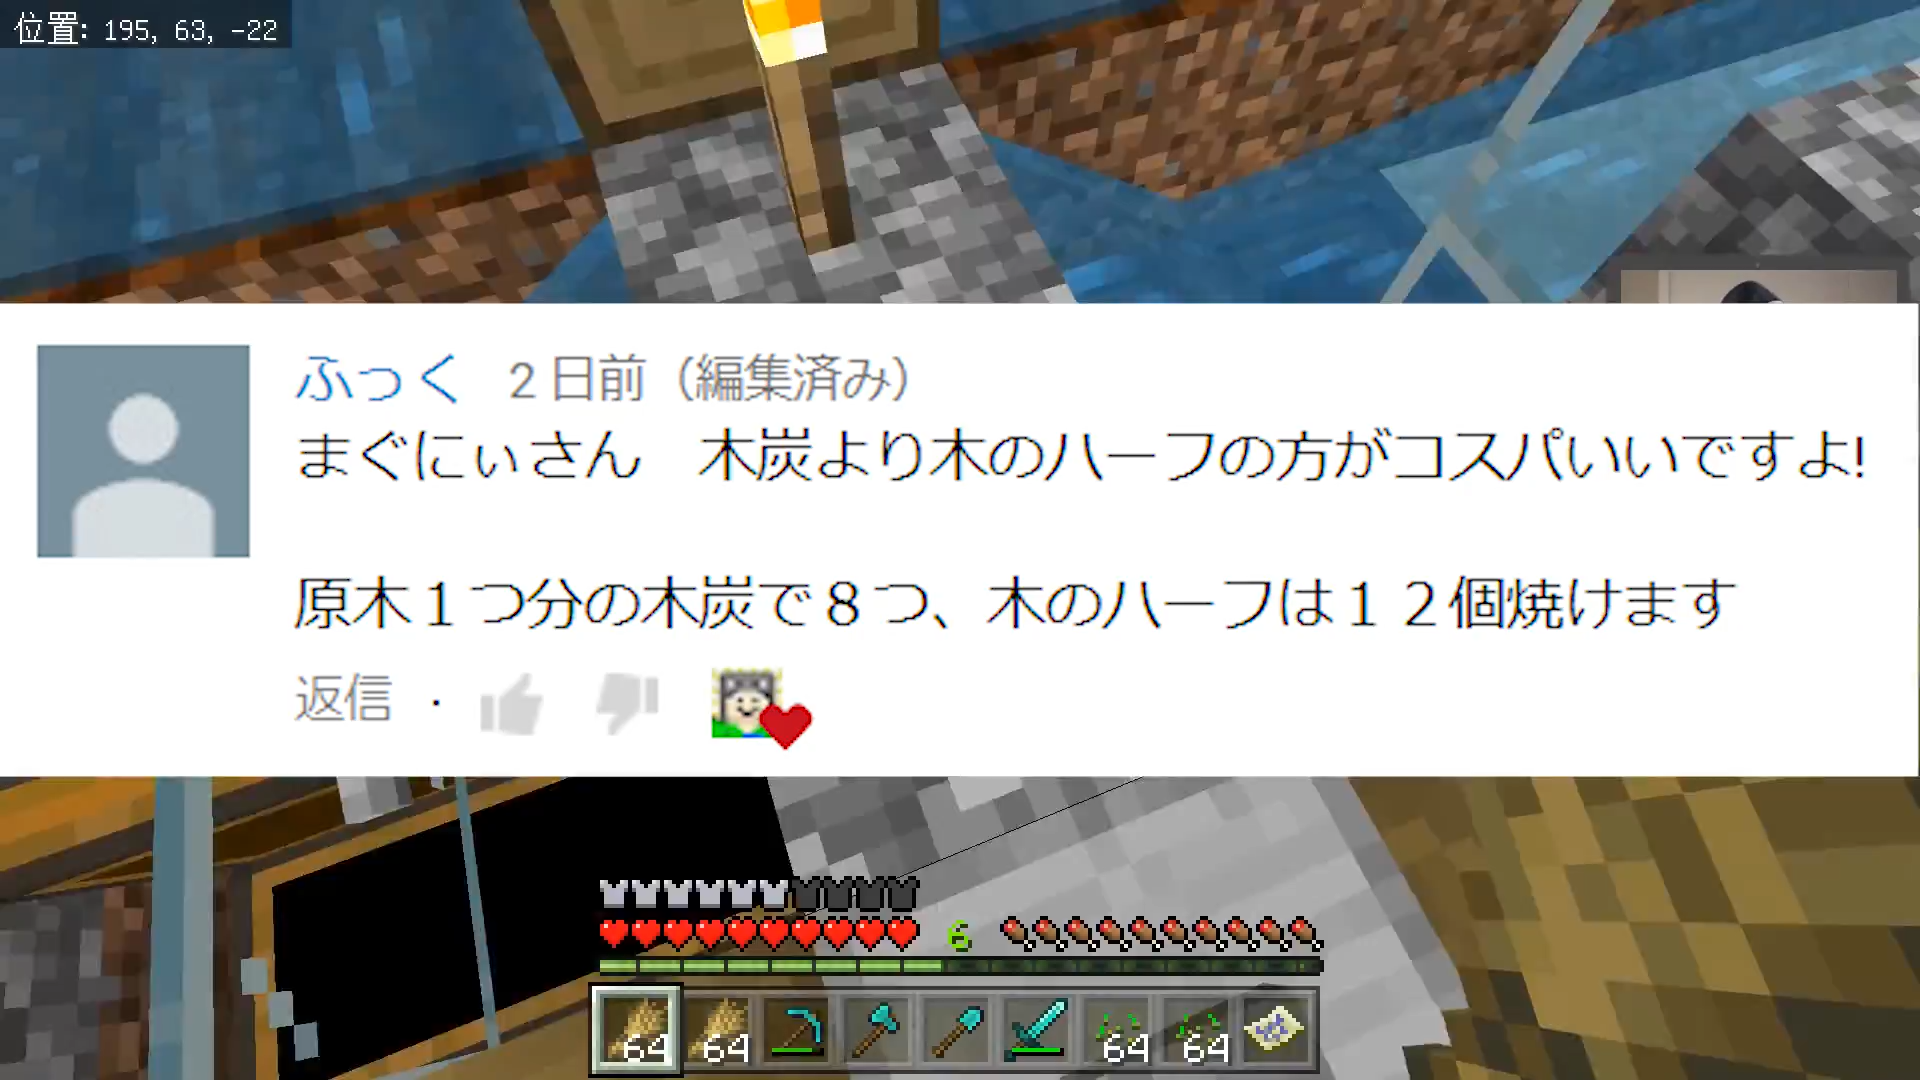 位置: 195, 63, -22
ふっく 2 日前（編集済み）
まぐにぃさん　木炭より木のハーフの方がコスパいいですよ!
原木１つ分の木炭で８つ、木のハーフは１２個焼けます
返信 ・
6
64 64 64 64